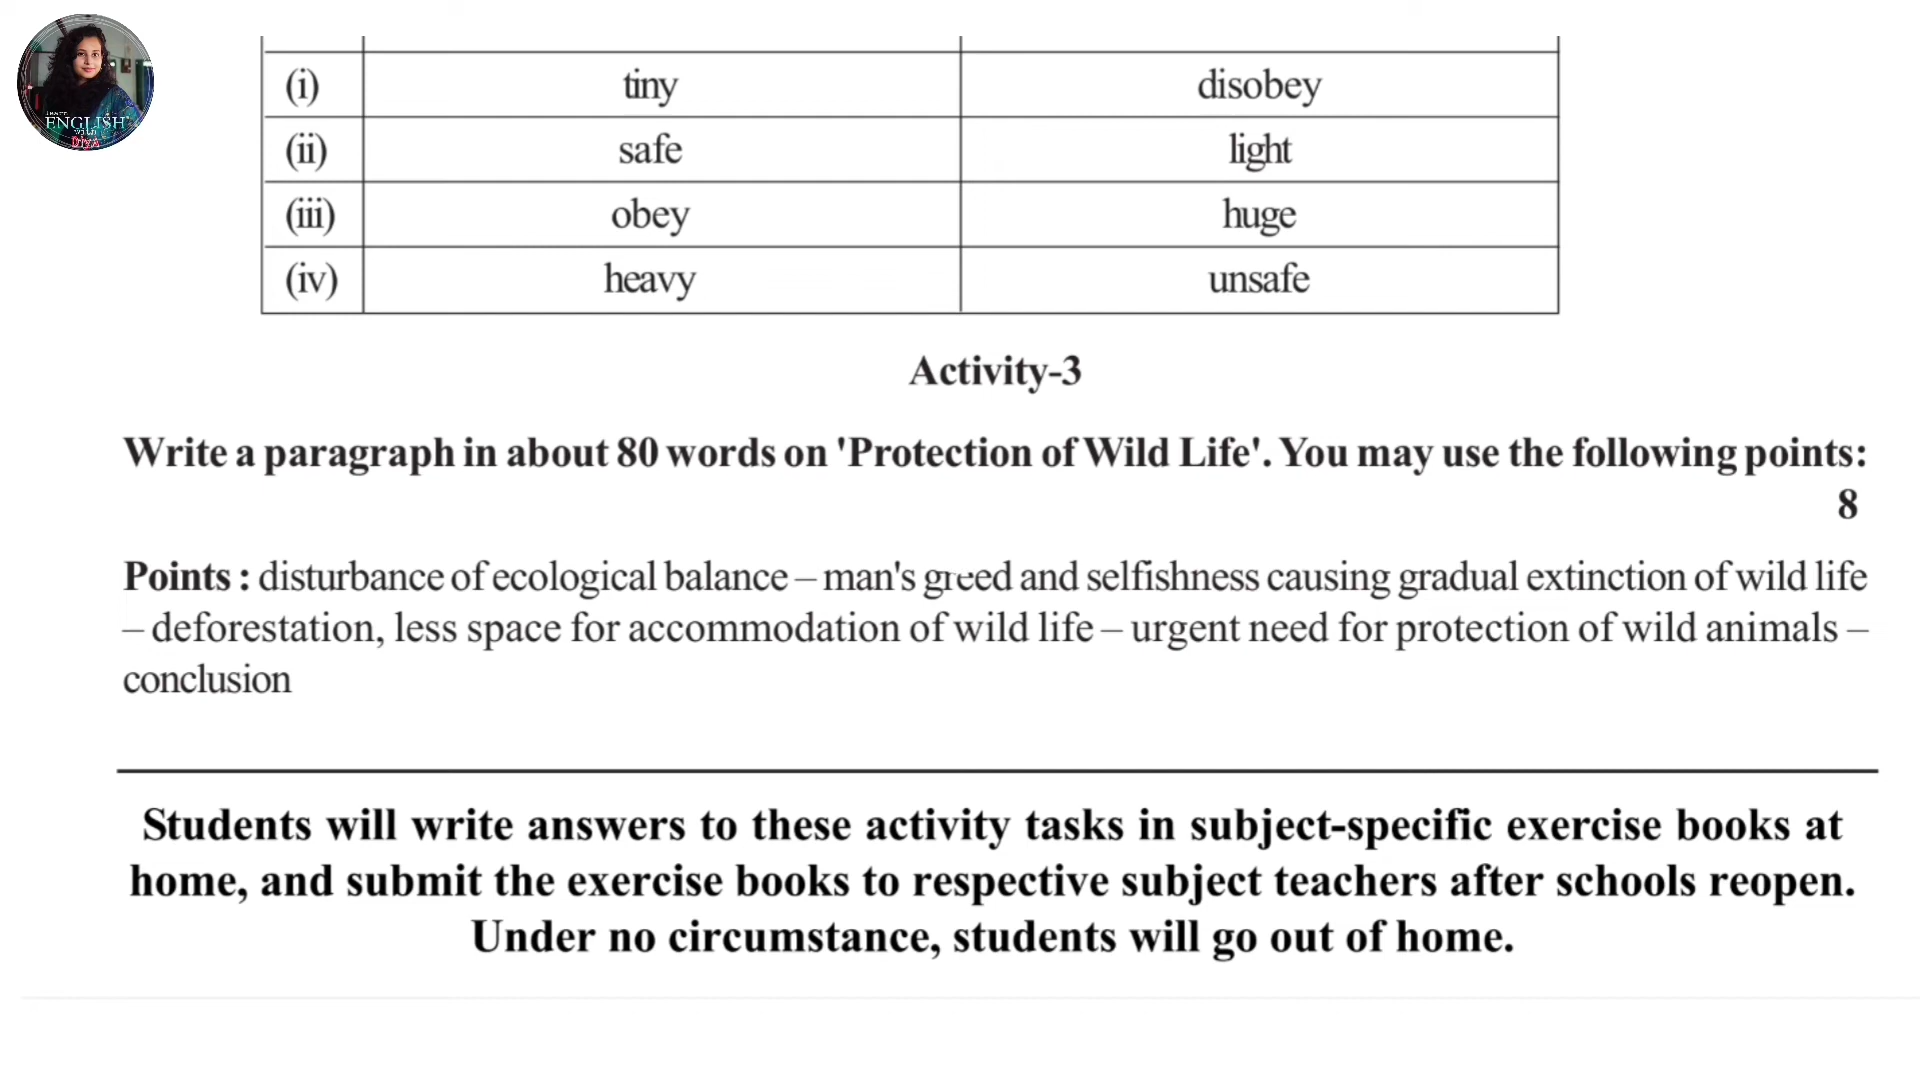 learn
ENGLISH
with
DIYA
(i) tiny disobey
(ii) safe light
(iii) obey huge
(iv) heavy unsafe
Activity-3
Write a paragraph in about 80 words on 'Protection of Wild Life'. You may use the following points:
8
Points : disturbance of ecological balance – man's greed and selfishness causing gradual extinction of wild life
– deforestation, less space for accommodation of wild life – urgent need for protection of wild animals –
conclusion
Students will write answers to these activity tasks in subject-specific exercise books at
home, and submit the exercise books to respective subject teachers after schools reopen.
Under no circumstance, students will go out of home.